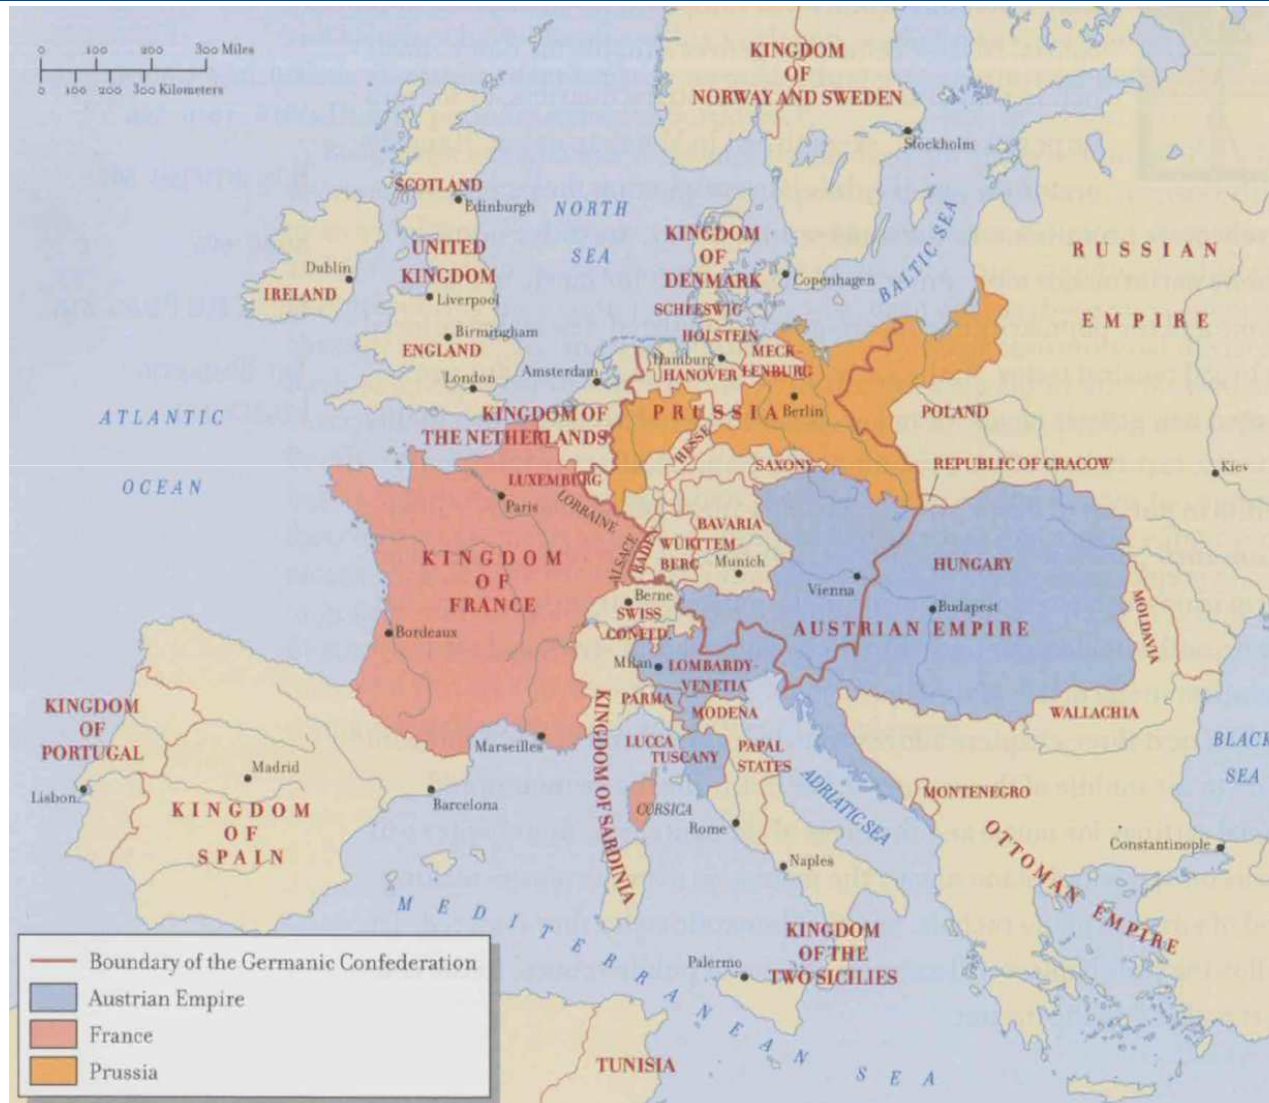 0 100 200 300 Miles
0 100 200 300 Kilometers
KINGDOM
OF
NORWAY AND SWEDEN
Stockholm
SCOTLAND
Edinburgh
NORTH
SEA
UNITED
KINGDOM
Dublin
IRELAND
Liverpool
Birmingham
ENGLAND
London
KINGDOM
OF
DENMARK
Copenhagen
BALTIC SEA
RUSSIAN
EMPIRE
SCHLESWIG
HOLSTEIN
Hamburg
MECK-
LENBURG
HANOVER
Amsterdam
ATLANTIC
OCEAN
KINGDOM OF
THE NETHERLANDS
PRUSSIA
Berlin
POLAND
HESSE
SAXONY
REPUBLIC OF CRACOW
Kiev
LUXEMBURG
LORRAINE
Paris
ALSACE
BADEN
BAVARIA
WÜRTTEM
BERG
Munich
KINGDOM
OF
FRANCE
Vienna
HUNGARY
Budapest
AUSTRIAN EMPIRE
MOLDAVIA
Berne
SWISS
CONFED.
Bordeaux
Milan
LOMBARDY-
VENETIA
PARMA
MODENA
WALLACHIA
KINGDOM
OF
PORTUGAL
Lisbon
Madrid
KINGDOM
OF
SPAIN
Barcelona
Marseilles
KINGDOM OF SARDINIA
LUCCA
TUSCANY
PAPAL
STATES
CORSICA
Rome
ADRIATIC SEA
MONTENEGRO
BLACK
SEA
Constantinople
OTTOMAN EMPIRE
Naples
KINGDOM
OF THE
TWO SICILIES
Palermo
MEDITERRANEAN SEA
TUNISIA
Boundary of the Germanic Confederation
Austrian Empire
France
Prussia